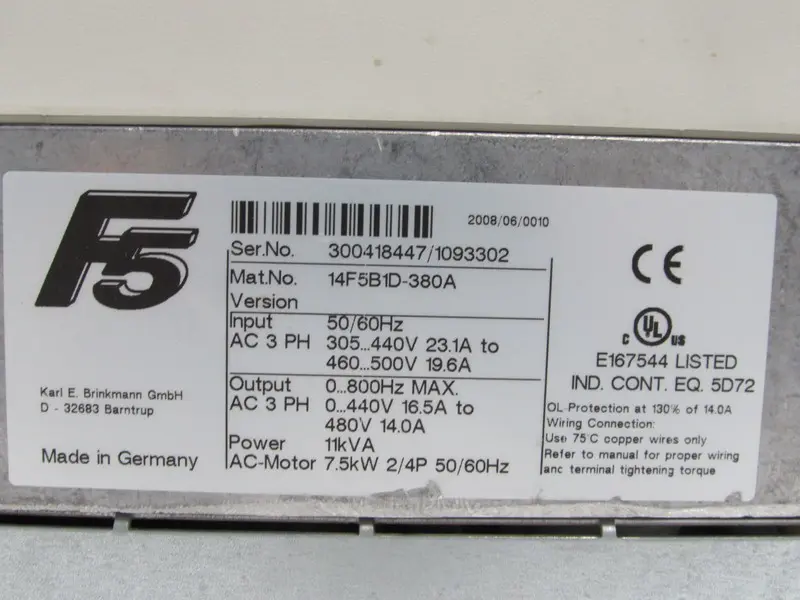 F5
Karl E. Brinkmann GmbH
D - 32683 Barntrup
Made in Germany
2008/06/0010
Ser.No. 300418447/1093302
Mat.No. 14F5B1D-380A
Version
Input 50/60Hz
AC 3 PH 305...440V 23.1A to
460...500V 19.6A
Output 0...800Hz MAX.
AC 3 PH 0...440V 16.5A to
480V 14.0A
Power 11kVA
AC-Motor 7.5kW 2/4P 50/60Hz
CE
C UL US
E167544 LISTED
IND. CONT. EQ. 5D72
OL-Protection at 130% of 14.0A
Wiring Connection:
Use 75°C copper wires only
Refer to manual for proper wiring
and terminal tightening torque